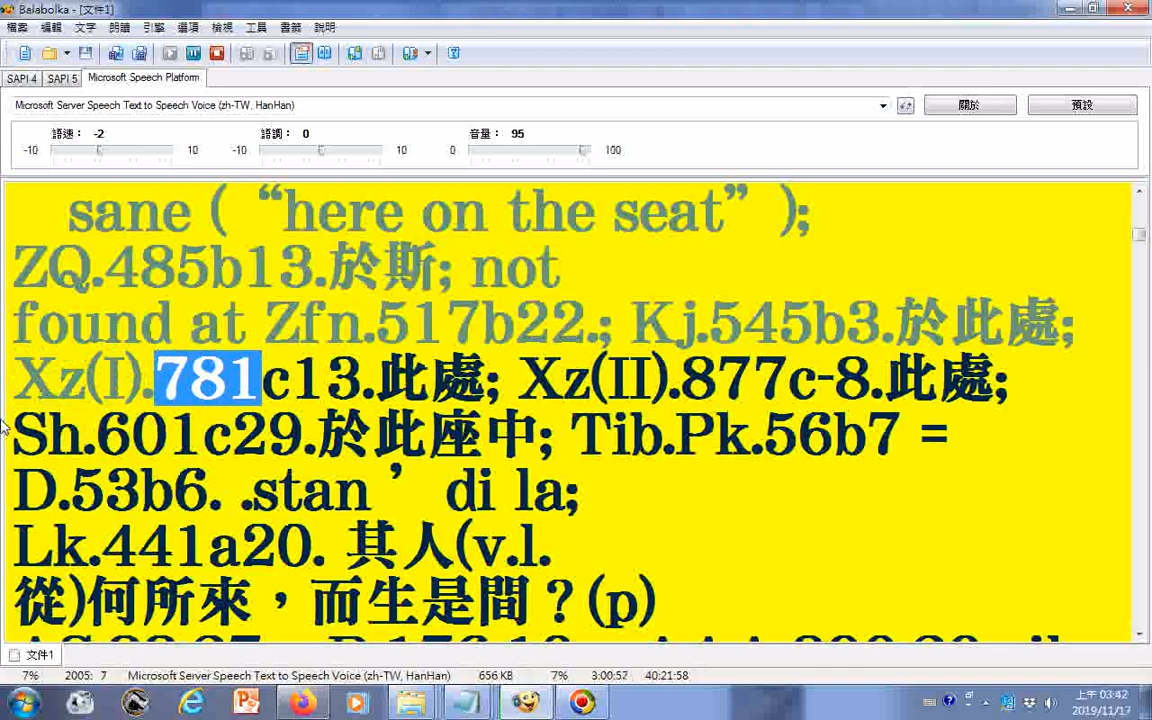 Balabolka - [文件1]
檔案 編輯 文字 朗讀 引擎 選項 檢視 工具 書籤 說明
SAPI 4 SAPI 5 Microsoft Speech Platform
Microsoft Server Speech Text to Speech Voice (zh-TW, HanHan) 關於 預設
語速： -2 語調： 0 音量： 95
-10 10 -10 10 0 100
sane (“here on the seat”);
ZQ.485b13.於斯; not
found at Zfn.517b22.; Kj.545b3.於此處;
Xz(I).781c13.此處; Xz(II).877c-8.此處;
Sh.601c29.於此座中; Tib.Pk.56b7 =
D.53b6. .stan ’ di la;
Lk.441a20. 其人(v.l.
從)何所來，而生是間？(p)
文件1
7% 2005: 7 Microsoft Server Speech Text to Speech Voice (zh-TW, HanHan) 656 KB 7% 3:00:52 40:21:58
上午 03:42
2019/11/17